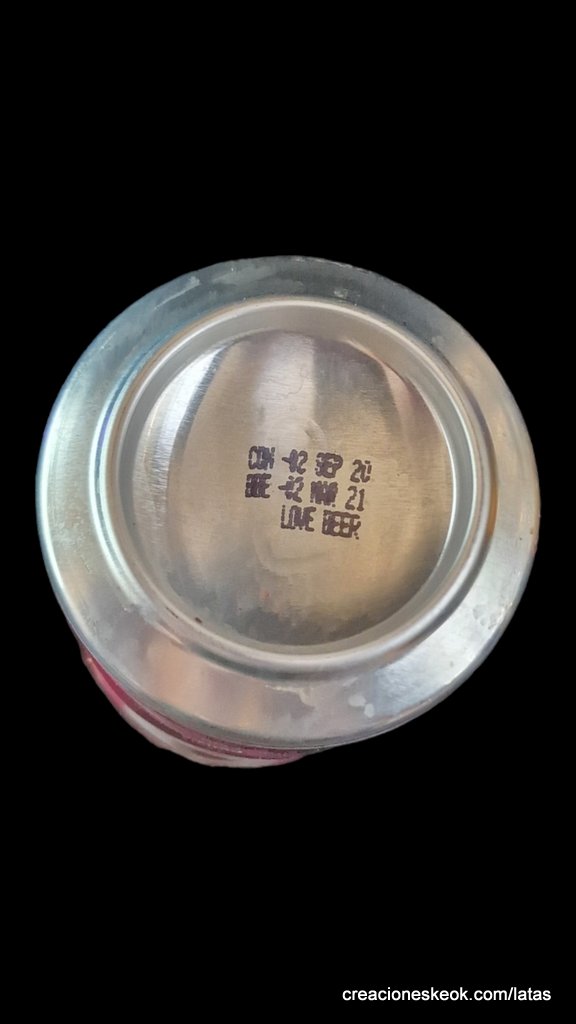 CON -02 SEP 20
BBE -02 MAR 21
LOVE BEER
creacioneskeok.com/latas